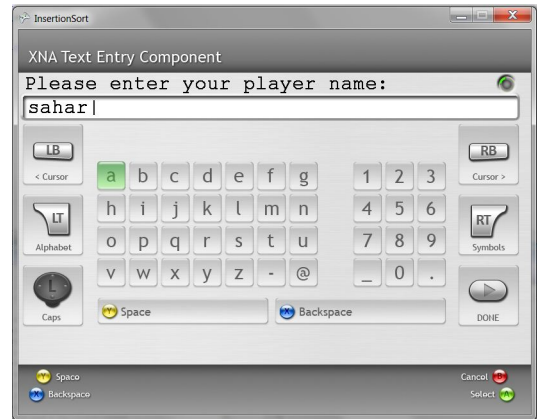 InsertionSort
XNA Text Entry Component
Please enter your player name:
sahar
LB
< Cursor
a b c d e f g 1 2 3
RB
Cursor >
LT
Alphabet
h i j k l m n 4 5 6
o p q r s t u 7 8 9
RT
Symbols
L
Caps
v w x y z - @ _ 0 .
Y Space
X Backspace
DONE
Y Space
X Backspace
Cancel B
Select A